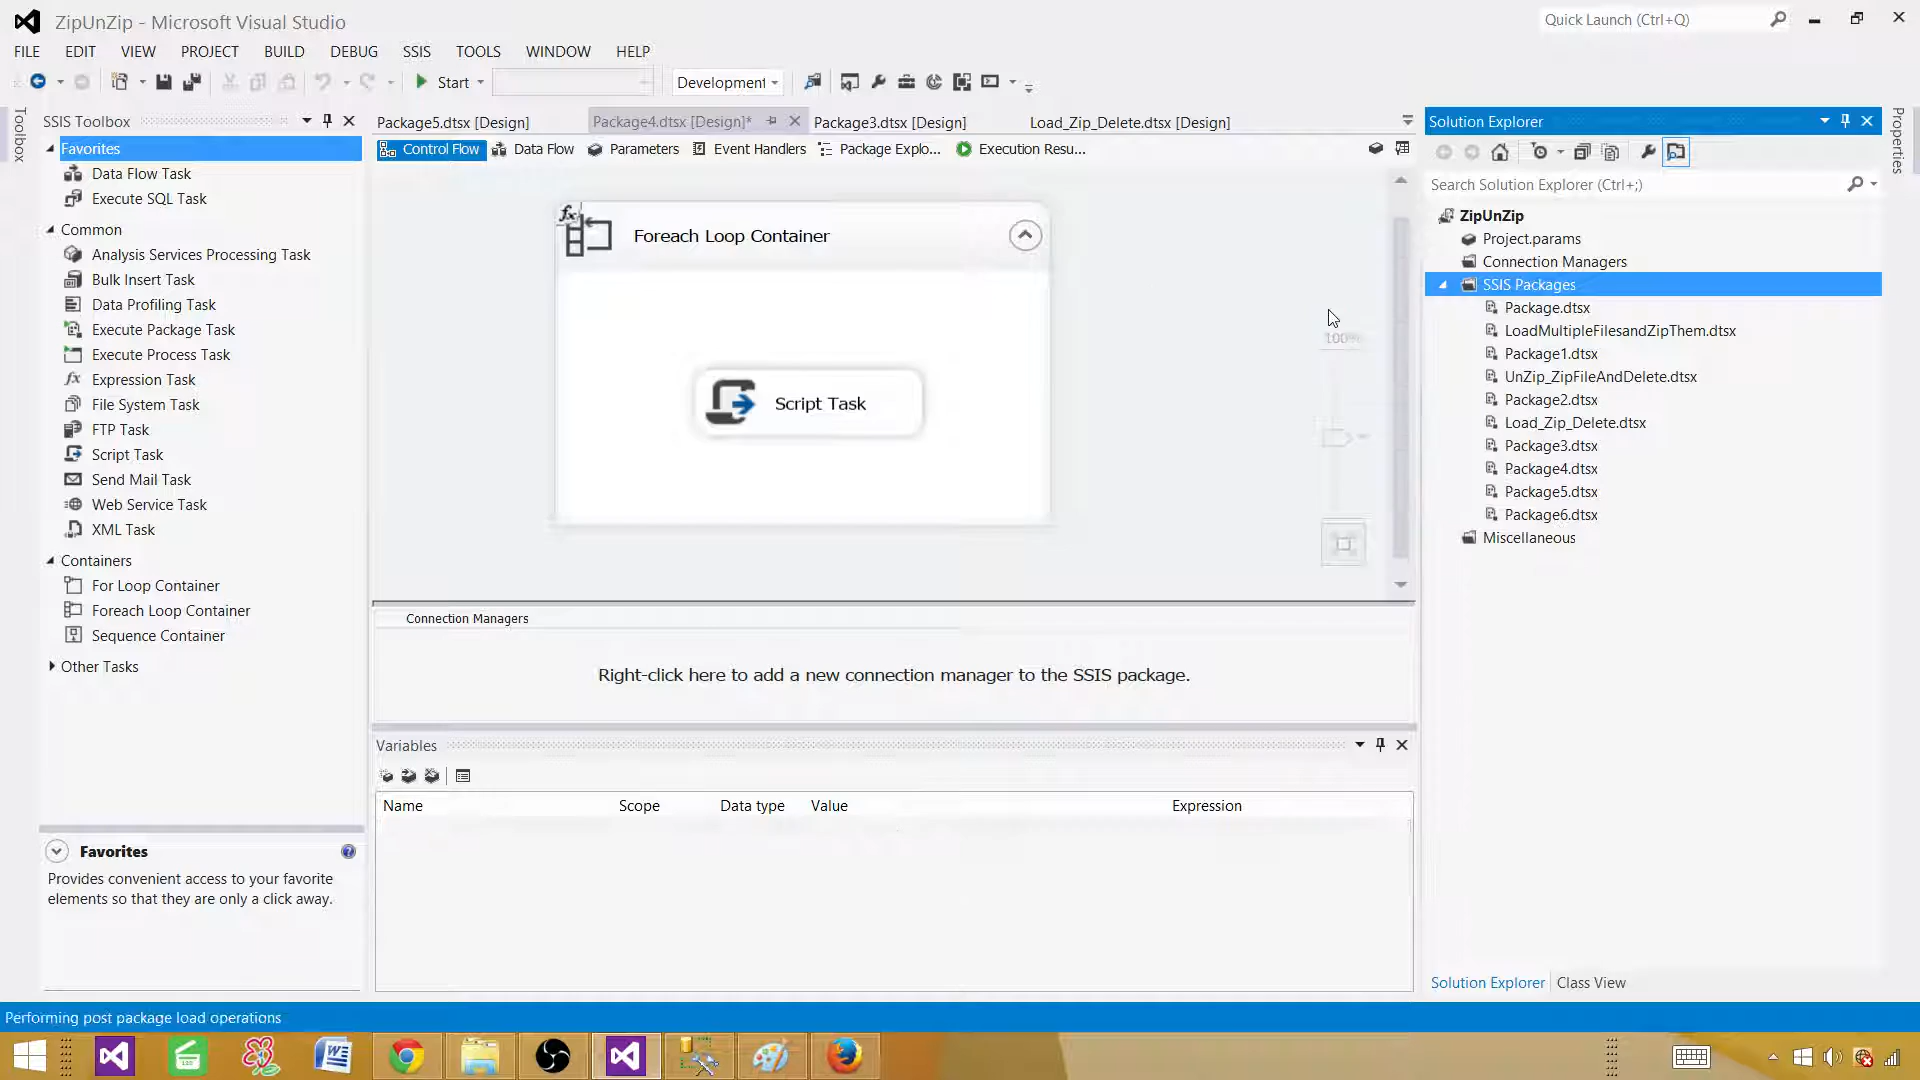 ZipUnZip - Microsoft Visual Studio
Quick Launch (Ctrl+Q)
FILE EDIT VIEW PROJECT BUILD DEBUG SSIS TOOLS WINDOW HELP
Start
Development
Toolbox
SSIS Toolbox
Favorites
Data Flow Task
Execute SQL Task
Common
Analysis Services Processing Task
Bulk Insert Task
Data Profiling Task
Execute Package Task
Execute Process Task
Expression Task
File System Task
FTP Task
Script Task
Send Mail Task
Web Service Task
XML Task
Containers
For Loop Container
Foreach Loop Container
Sequence Container
Other Tasks
Favorites
Provides convenient access to your favorite
elements so that they are only a click away.
Package5.dtsx [Design] Package4.dtsx [Design]* Package3.dtsx [Design] Load_Zip_Delete.dtsx [Design]
Control Flow Data Flow Parameters Event Handlers Package Explo... Execution Resu...
fx
Foreach Loop Container
Script Task
100%
Connection Managers
Right-click here to add a new connection manager to the SSIS package.
Variables
Name Scope Data type Value Expression
Solution Explorer
Search Solution Explorer (Ctrl+;)
ZipUnZip
Project.params
Connection Managers
SSIS Packages
Package.dtsx
LoadMultipleFilesandZipThem.dtsx
Package1.dtsx
UnZip_ZipFileAndDelete.dtsx
Package2.dtsx
Load_Zip_Delete.dtsx
Package3.dtsx
Package4.dtsx
Package5.dtsx
Package6.dtsx
Miscellaneous
Solution Explorer Class View
Properties
Performing post package load operations